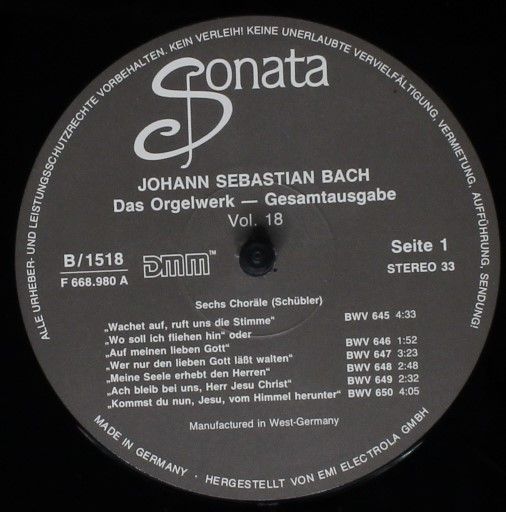 ALLE URHEBER- UND LEISTUNGSSCHUTZRECHTE VORBEHALTEN. KEIN VERLEIH! KEINE UNERLAUBTE VERVIELFÄLTIGUNG, VERMIETUNG, AUFFÜHRUNG, SENDUNG!
Sonata
JOHANN SEBASTIAN BACH
Das Orgelwerk — Gesamtausgabe
Vol. 18
B/1518
F 668.980 A
DMM™
Seite 1
STEREO 33
Sechs Choräle (Schübler)
„Wachet auf, ruft uns die Stimme“ BWV 645 4:33
„Wo soll ich fliehen hin“ oder
„Auf meinen lieben Gott“ BWV 646 1:52
„Wer nur den lieben Gott läßt walten“ BWV 647 3:23
„Meine Seele erhebt den Herren“ BWV 648 2:48
„Ach bleib bei uns, Herr Jesu Christ“ BWV 649 2:32
„Kommst du nun, Jesu, vom Himmel herunter“ BWV 650 4:05
Manufactured in West-Germany
MADE IN GERMANY · HERGESTELLT VON EMI ELECTROLA GMBH